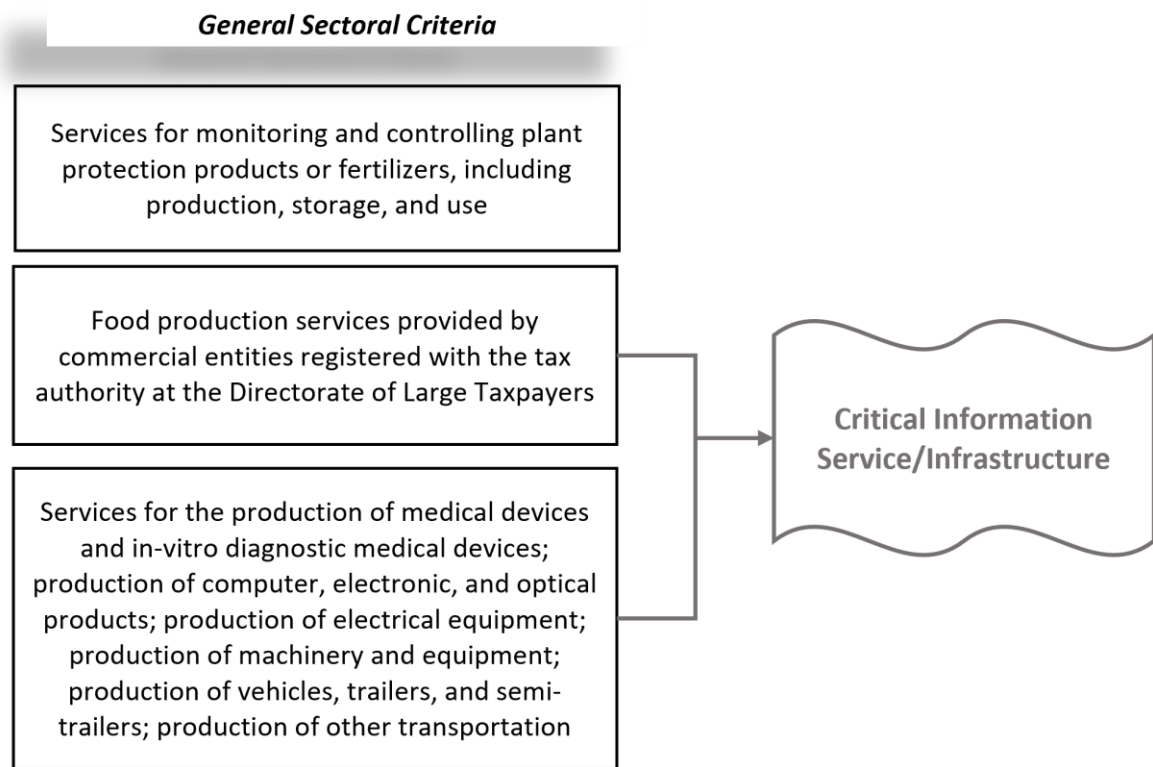 General Sectoral Criteria
Services for monitoring and controlling plant
protection products or fertilizers, including
production, storage, and use
Food production services provided by
commercial entities registered with the tax
authority at the Directorate of Large Taxpayers
Services for the production of medical devices
and in-vitro diagnostic medical devices;
production of computer, electronic, and optical
products; production of electrical equipment;
production of machinery and equipment;
production of vehicles, trailers, and semi-
trailers; production of other transportation
Critical Information
Service/Infrastructure